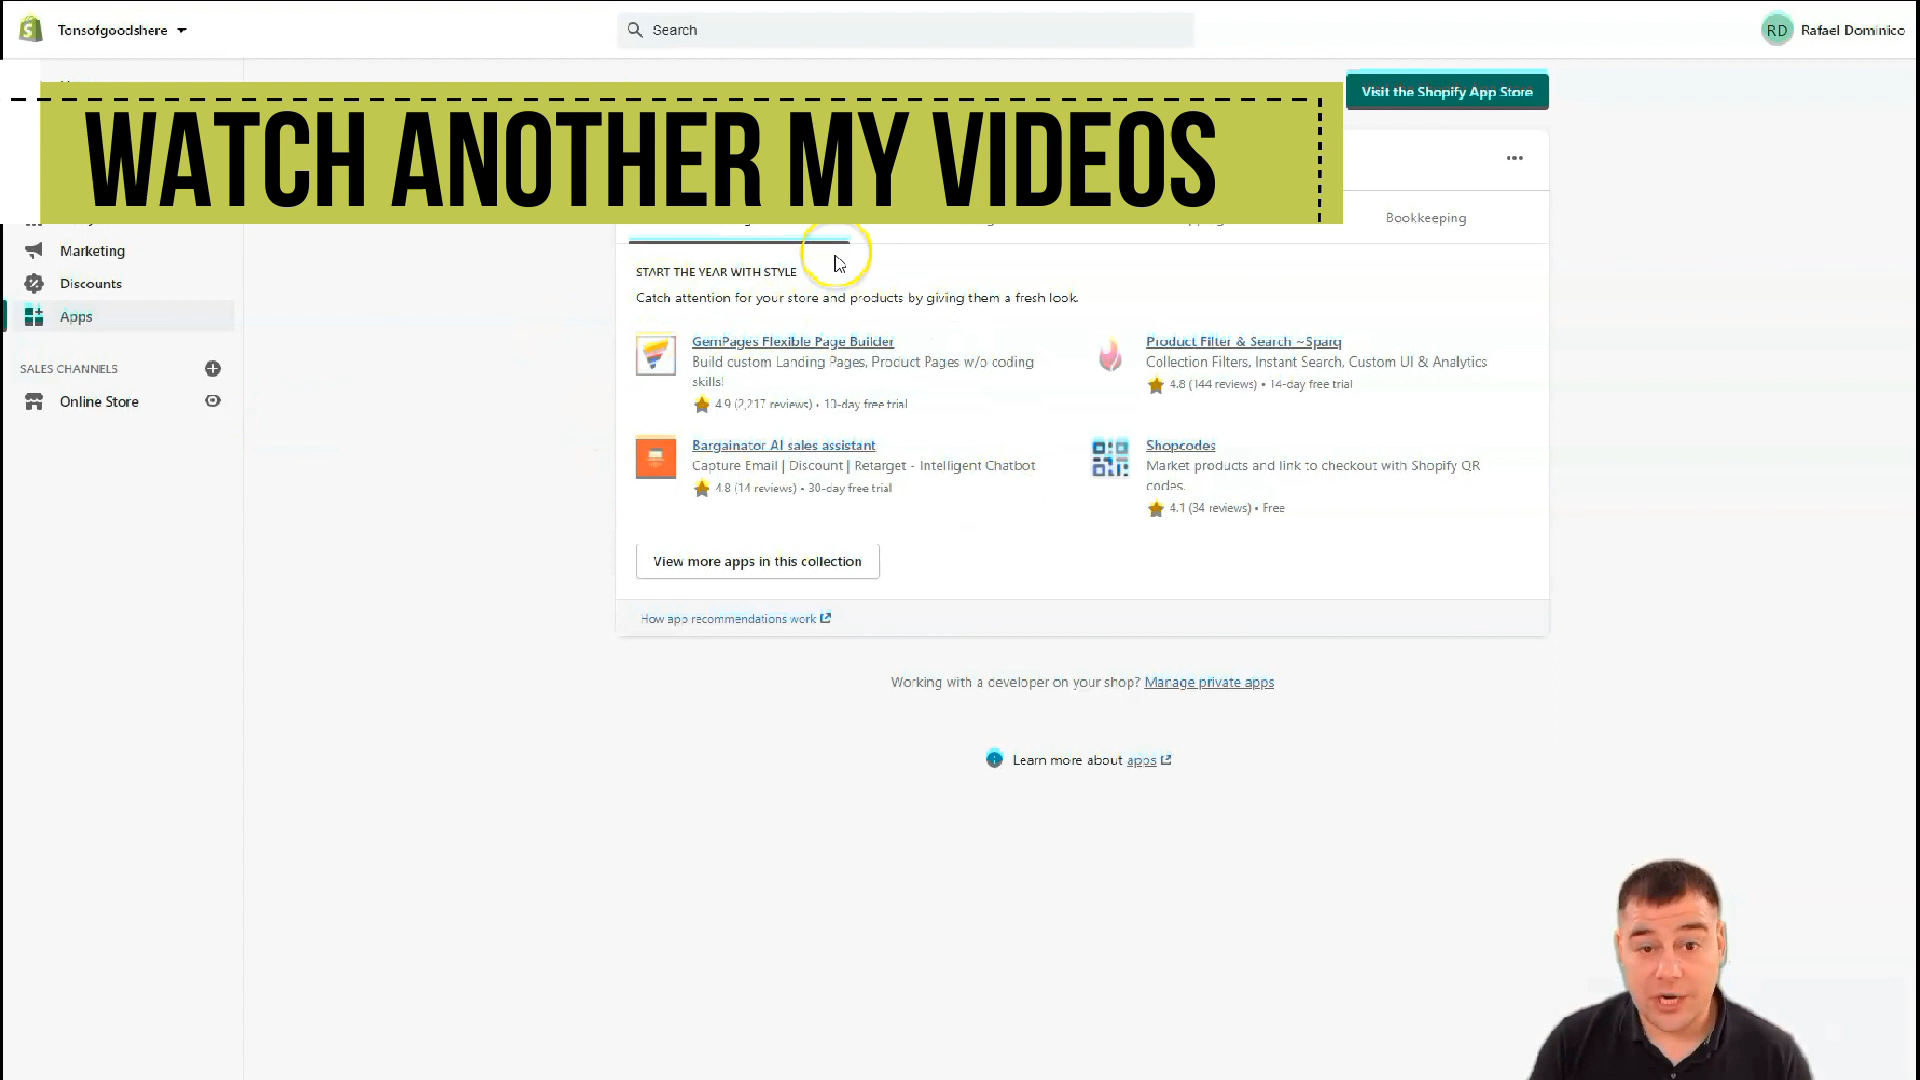 Tonsofgoodshere
Search
RD Rafael Dominico
Visit the Shopify App Store
WATCH ANOTHER MY VIDEOS
Bookkeeping
Marketing
Discounts
Apps
SALES CHANNELS
Online Store
START THE YEAR WITH STYLE
Catch attention for your store and products by giving them a fresh look.
GemPages Flexible Page Builder
Build custom Landing Pages, Product Pages w/o coding
skills!
4.9 (2,217 reviews) • 10-day free trial
Product Filter & Search ~Sparq
Collection Filters, Instant Search, Custom UI & Analytics
4.8 (144 reviews) • 14-day free trial
Bargainator AI sales assistant
Capture Email | Discount | Retarget - Intelligent Chatbot
4.8 (14 reviews) • 30-day free trial
Shopcodes
Market products and link to checkout with Shopify QR
codes.
4.1 (34 reviews) • Free
View more apps in this collection
How app recommendations work
Working with a developer on your shop? Manage private apps
Learn more about apps